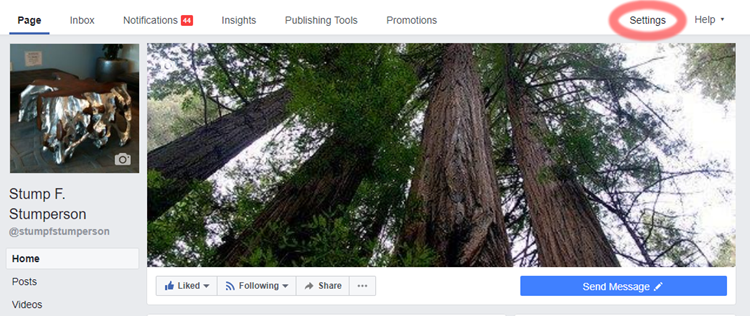 Page Inbox Notifications 44 Insights Publishing Tools Promotions Settings Help
Stump F.
Stumperson
@stumpfstumperson
Home
Posts
Videos
Liked Following Share ••• Send Message